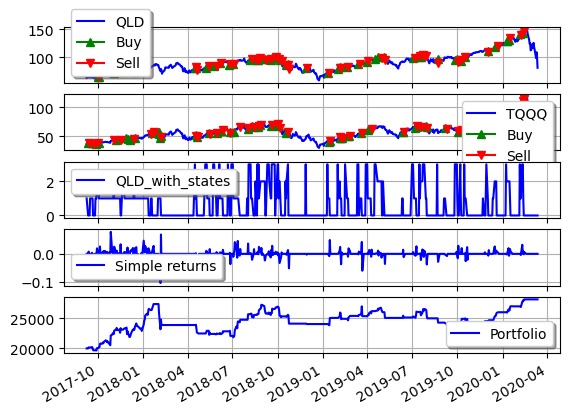 150
100
QLD
Buy
Sell
100
50
TQQQ
Buy
Sell
2
0
QLD_with_states
0.0
−0.1
Simple returns
25000
20000
Portfolio
2017-10
2018-01
2018-04
2018-07
2018-10
2019-01
2019-04
2019-07
2019-10
2020-01
2020-04